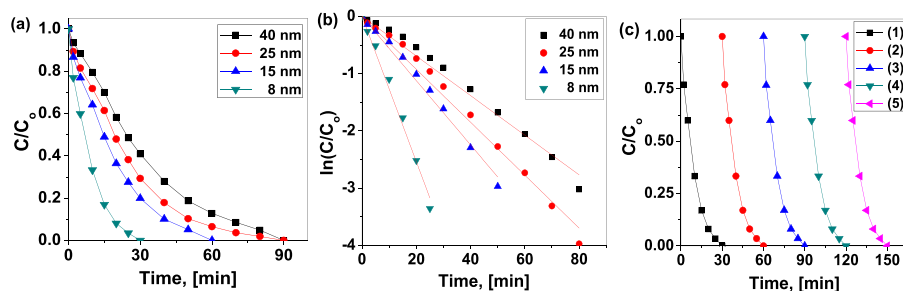 (a)
40 nm
25 nm
15 nm
8 nm
1.0
0.8
0.6
0.4
0.2
0.0
C/Co
0 30 60 90
Time, [min]
(b)
40 nm
25 nm
15 nm
8 nm
0
-1
-2
-3
-4
ln(C/Co)
0 20 40 60 80
Time, [min]
(c)
(1)
(2)
(3)
(4)
(5)
1.00
0.75
0.50
0.25
0.00
C/Co
0 30 60 90 120 150
Time, [min]